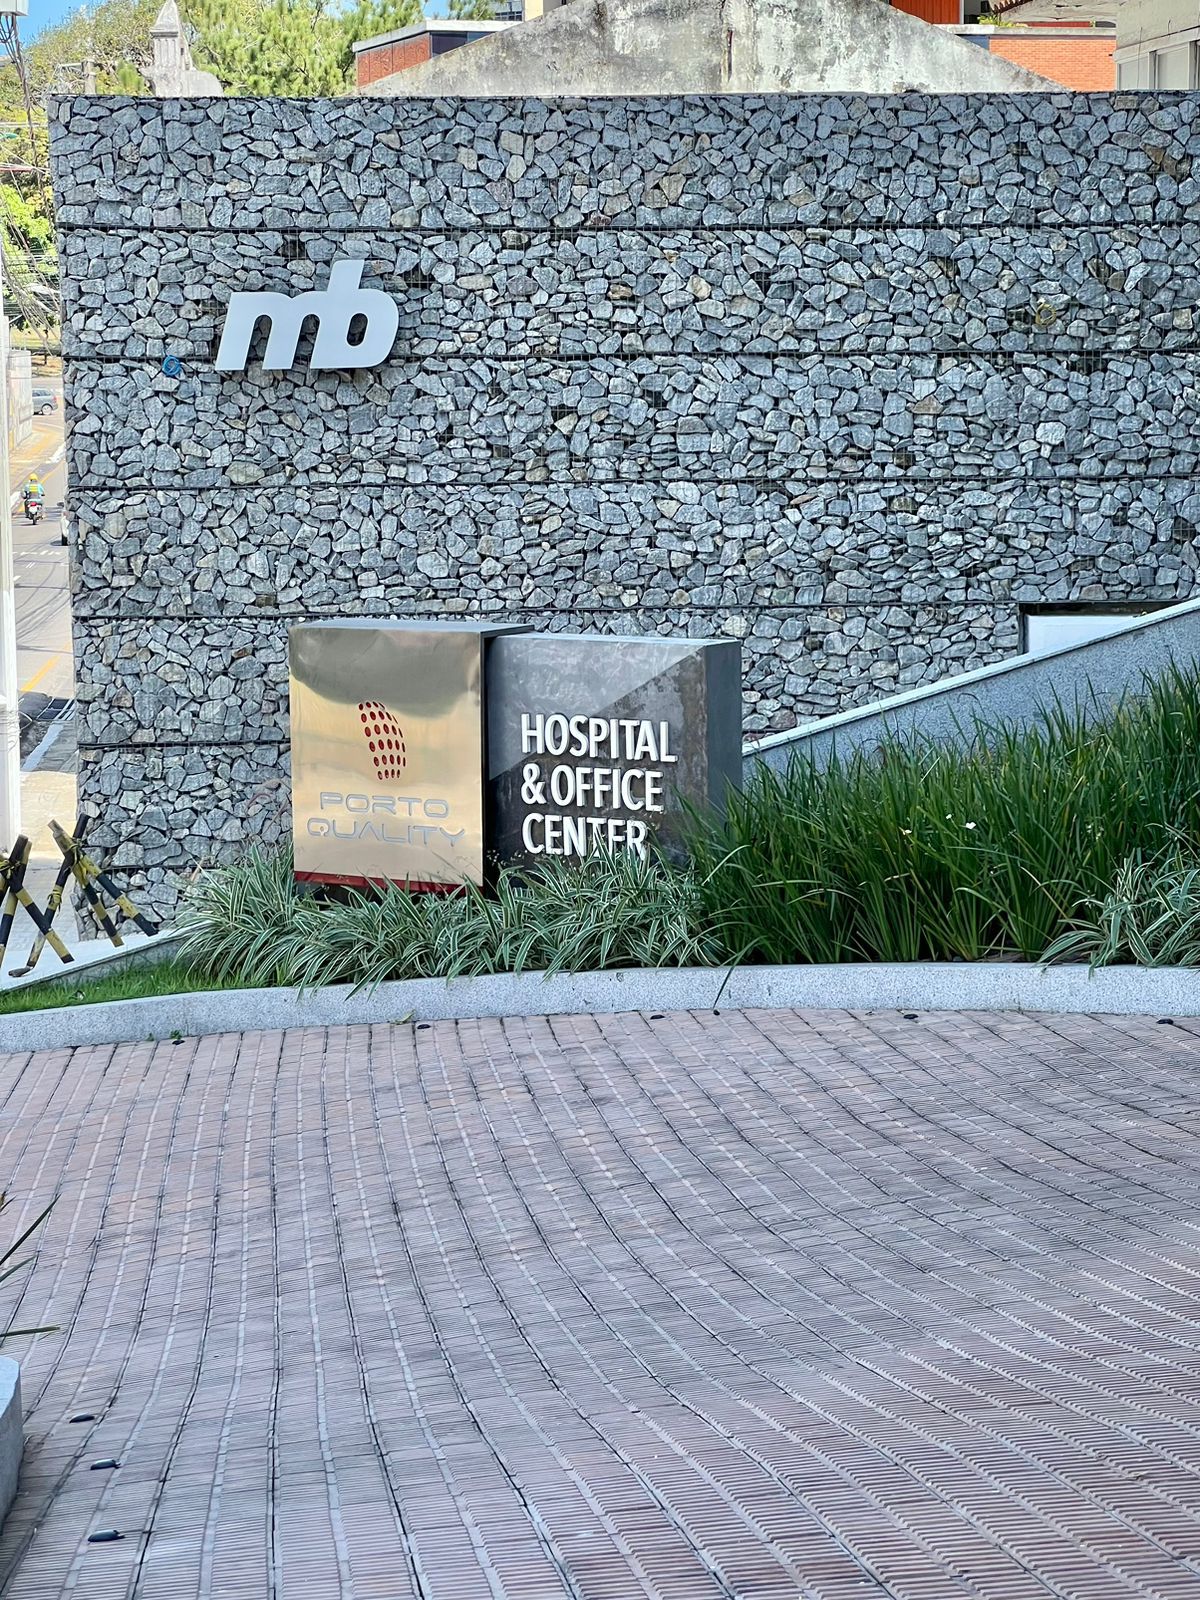 mb
PORTO
QUALITY
HOSPITAL
& OFFICE
CENTER